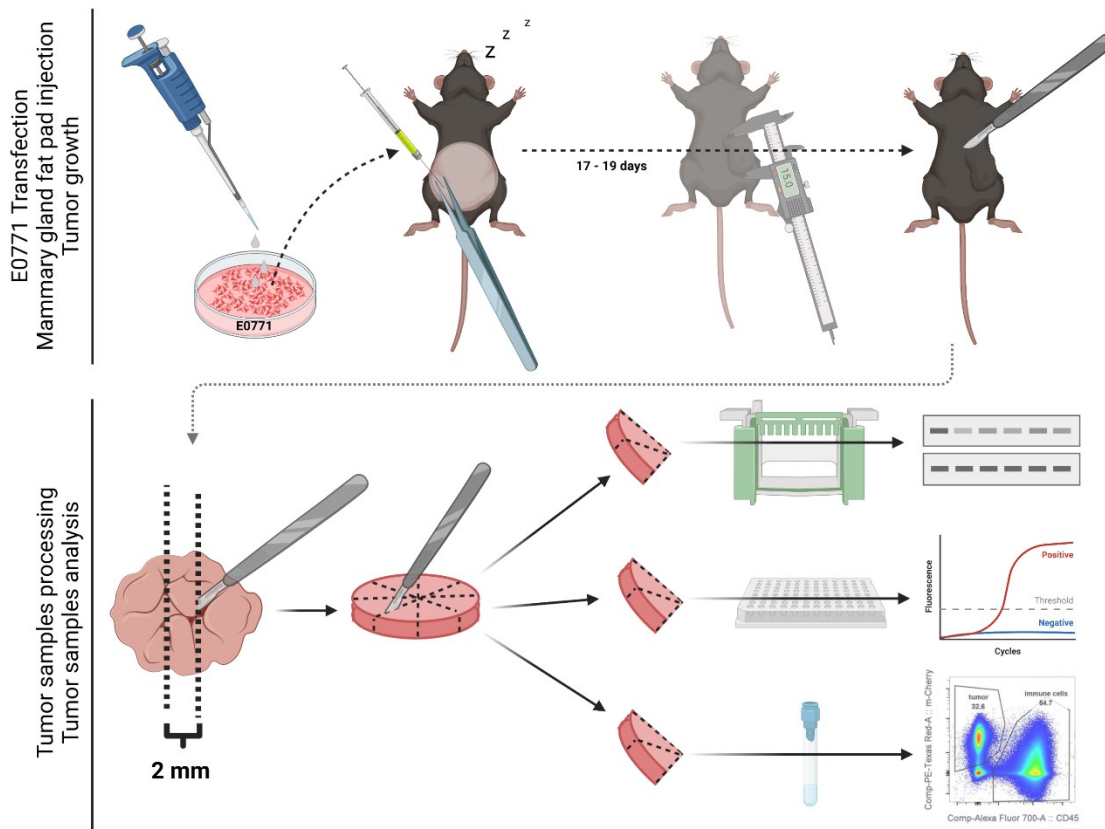 E0771 Transfection
Mammary gland fat pad injection
Tumor growth
E0771
z
z
z
17 - 19 days
15.0
Tumor samples processing
Tumor samples analysis
2 mm
Fluorescence
Positive
Threshold
Negative
Cycles
Comp-PE-Texas Red-A :: m-Cherry
tumor
32.6
immune cells
54.7
Comp-Alexa Fluor 700-A :: CD45